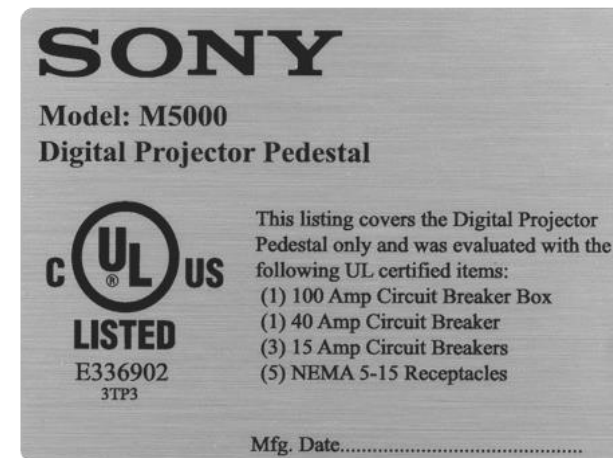 SONY
Model: M5000
Digital Projector Pedestal
This listing covers the Digital Projector
Pedestal only and was evaluated with the
following UL certified items:
(1) 100 Amp Circuit Breaker Box
(1) 40 Amp Circuit Breaker
(3) 15 Amp Circuit Breakers
(5) NEMA 5-15 Receptacles
C UL ® US
LISTED
E336902
3TP3
Mfg. Date............................................